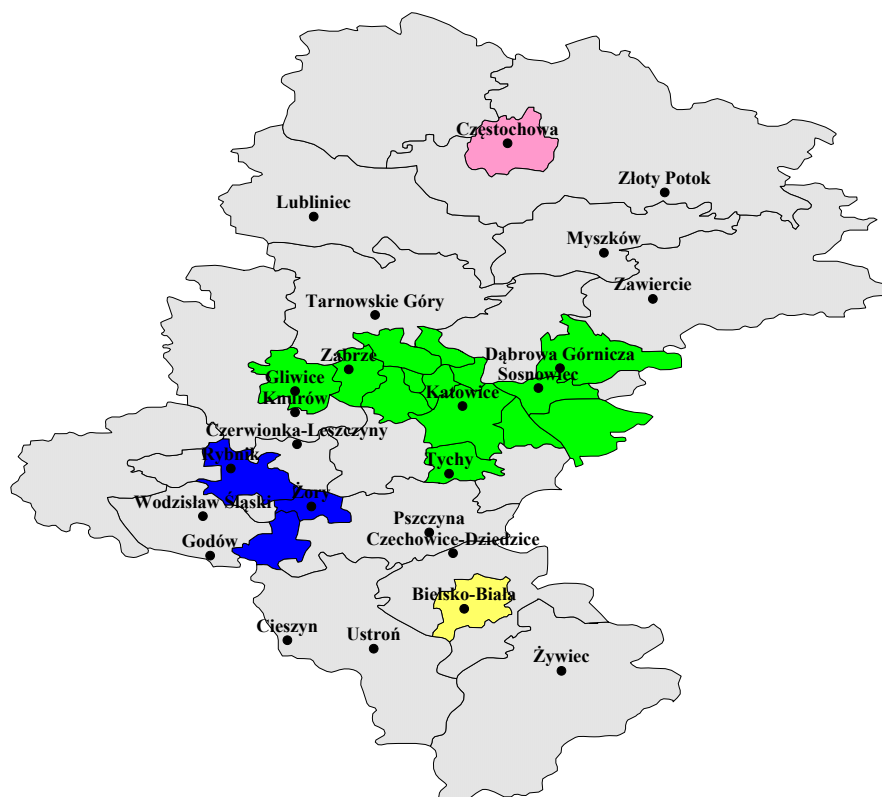 Częstochowa
Złoty Potok
Lubliniec
Myszków
Zawiercie
Tarnowskie Góry
Zabrze
Dąbrowa Górnicza
Gliwice
Sosnowiec
Knurów
Katowice
Czerwionka-Leszczyny
Rybnik
Tychy
Wodzisław Śląski
Żory
Pszczyna
Godów
Czechowice-Dziedzice
Bielsko-Biała
Cieszyn
Ustroń
Żywiec